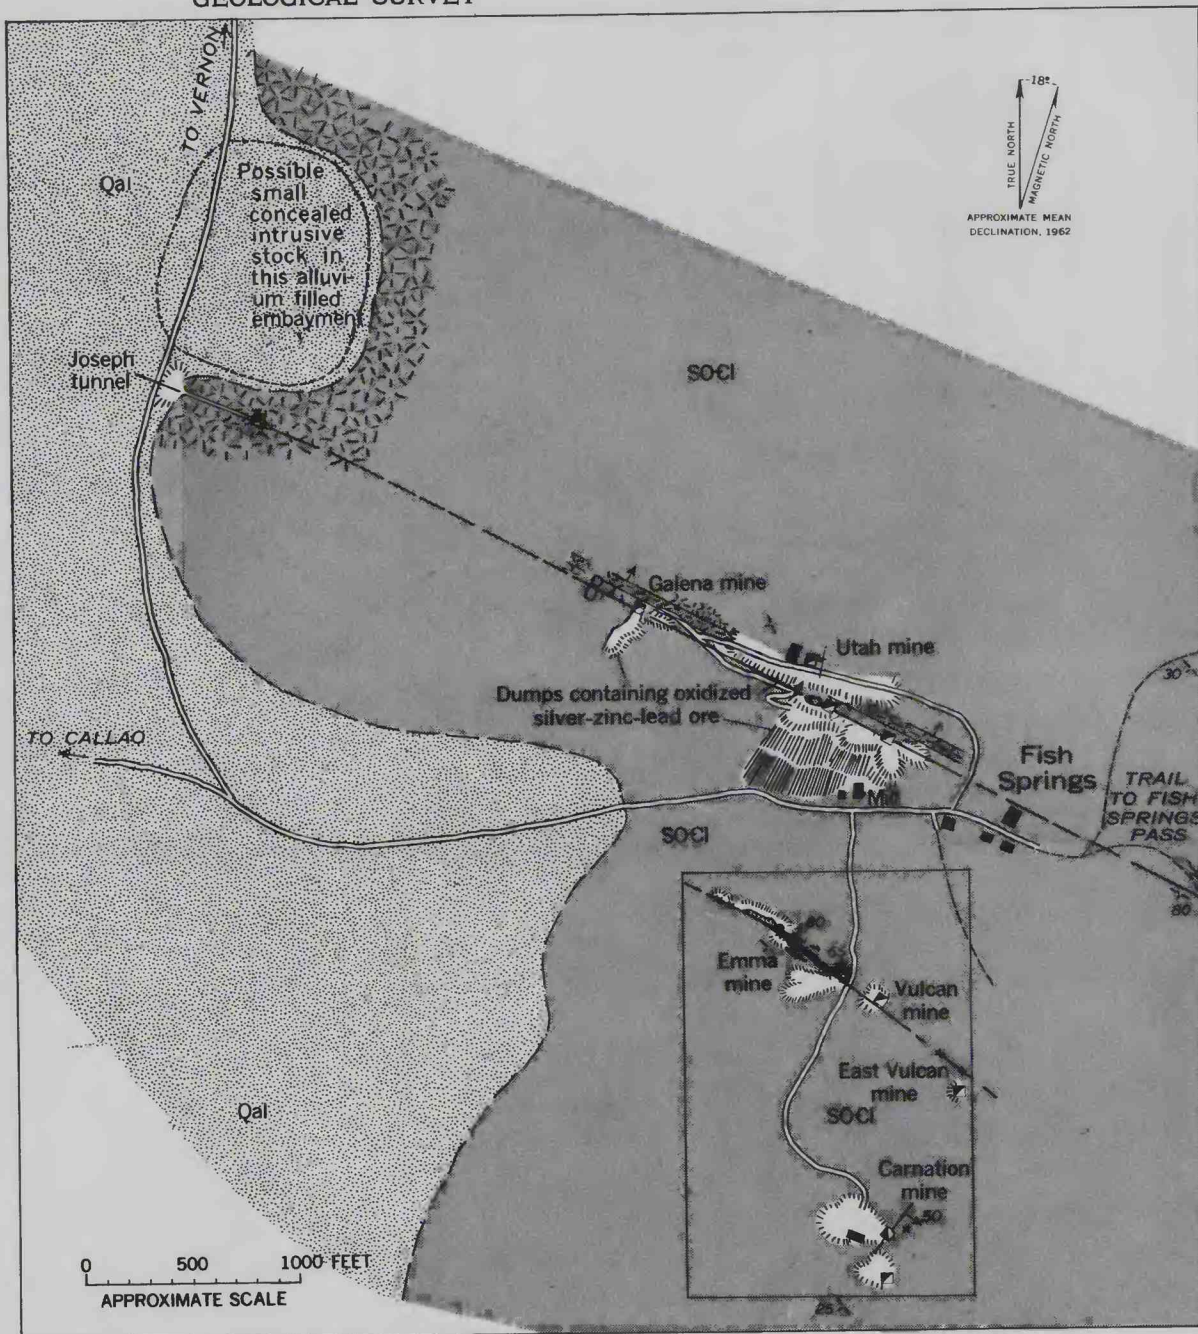 GEOLOGICAL SURVEY
TO VERNON
18°
TRUE NORTH
MAGNETIC NORTH
APPROXIMATE MEAN
DECLINATION, 1962
Qal
Possible
small
concealed
intrusive
stock in
this alluvi-
um filled
embayment
Joseph
tunnel
SOCl
Galena mine
Utah mine
Dumps containing oxidized
silver-zinc-lead ore
30
TO CALLAO
Fish
Springs
TRAIL
TO FISH
SPRINGS
PASS
Mill
SOCl
60
80
65
Emma
mine
Vulcan
mine
East Vulcan
mine
SOCl
Qal
Carnation
mine
50
0 500 1000 FEET
APPROXIMATE SCALE
25